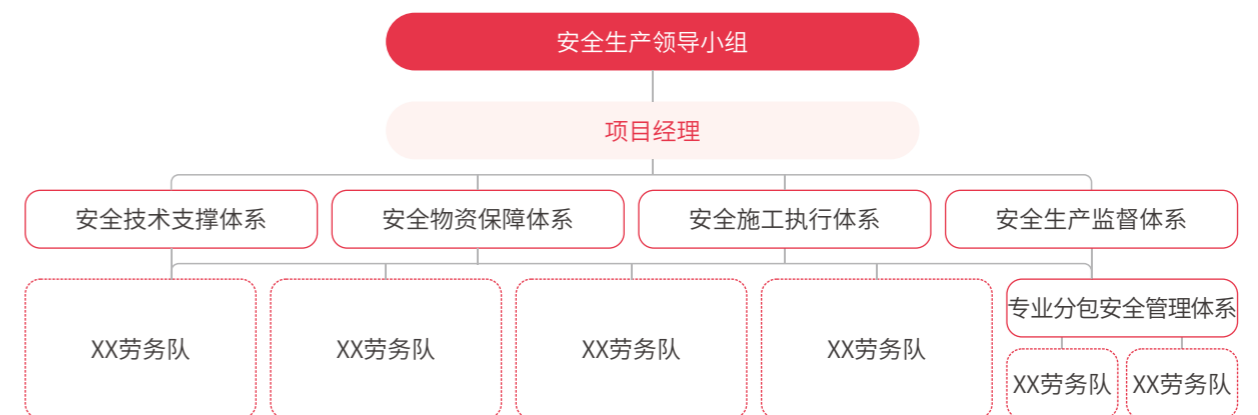 安全生产领导小组
项目经理
安全技术支撑体系
安全物资保障体系
安全施工执行体系
安全生产监督体系
XX劳务队
XX劳务队
XX劳务队
XX劳务队
专业分包安全管理体系
XX劳务队
XX劳务队